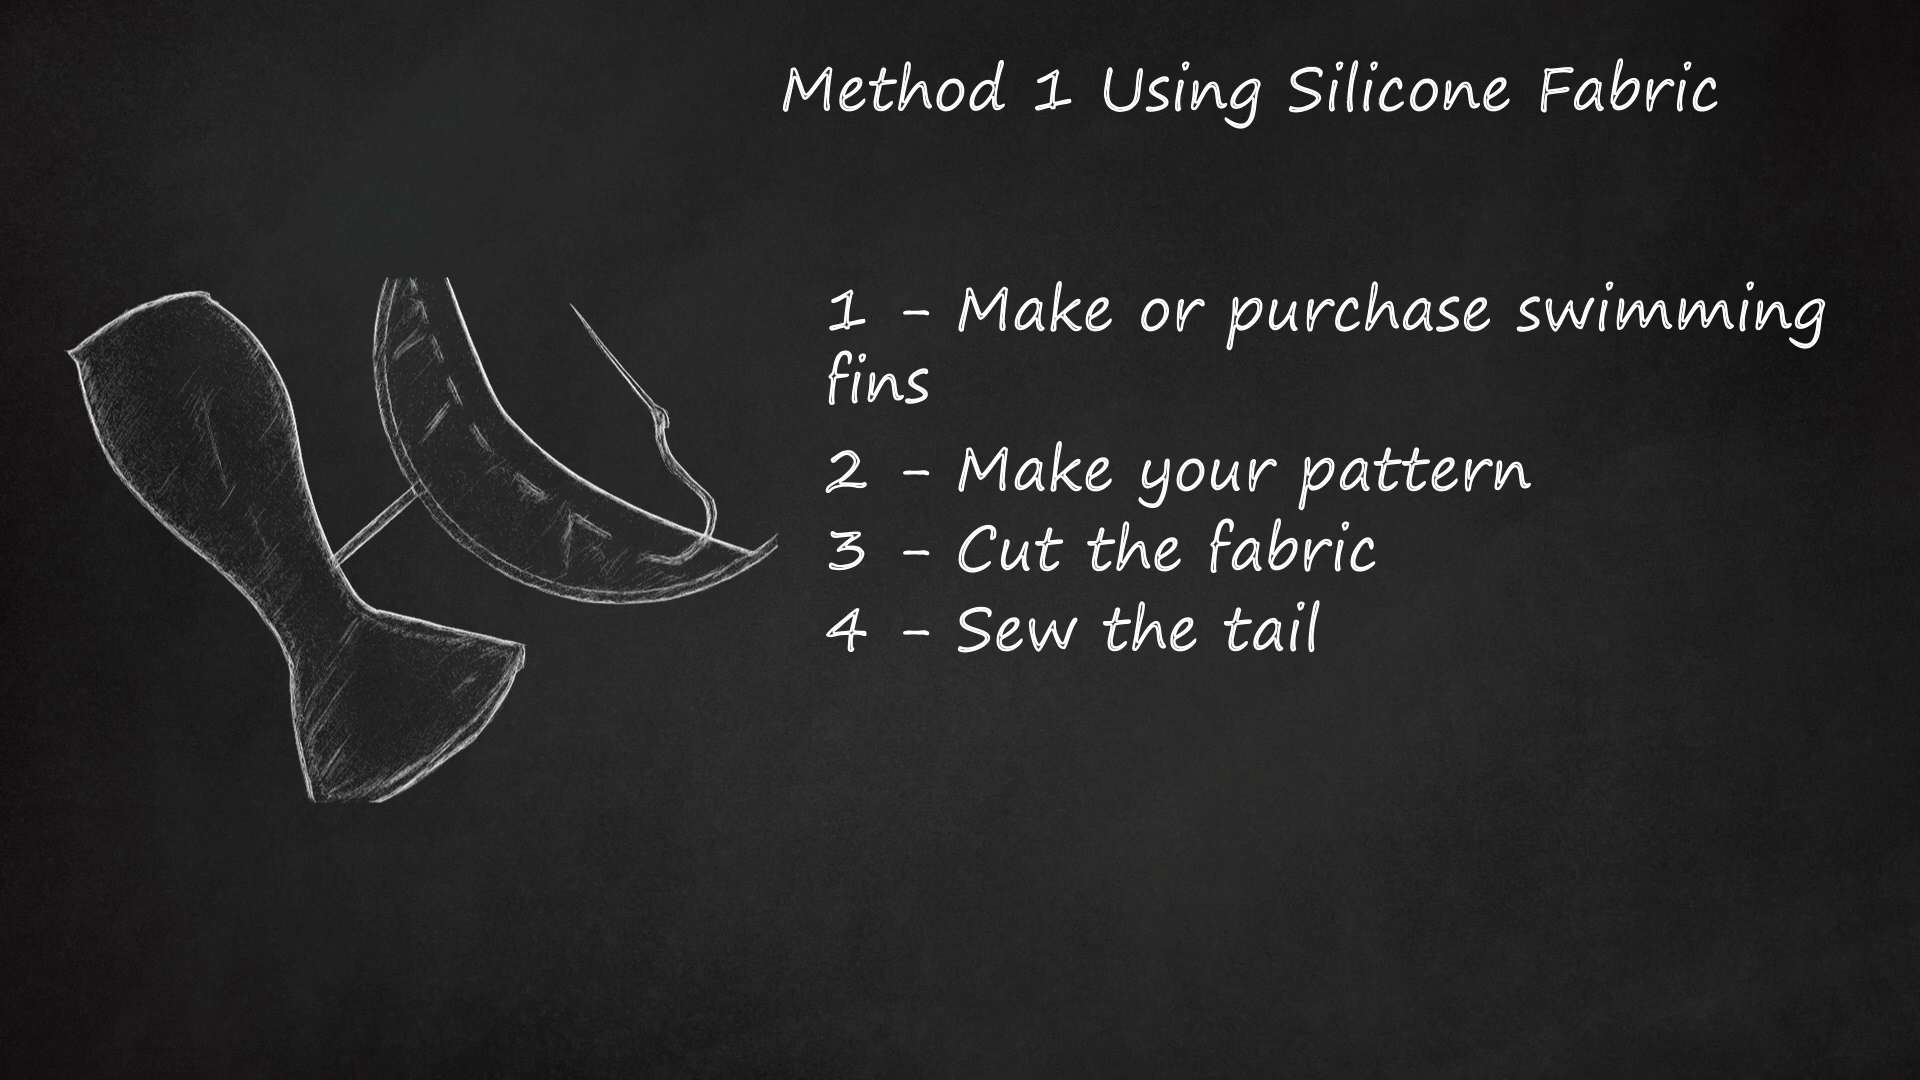 Method 1 Using Silicone Fabric
1 - Make or purchase swimming
fins
2 - Make your pattern
3 - Cut the fabric
4 - Sew the tail